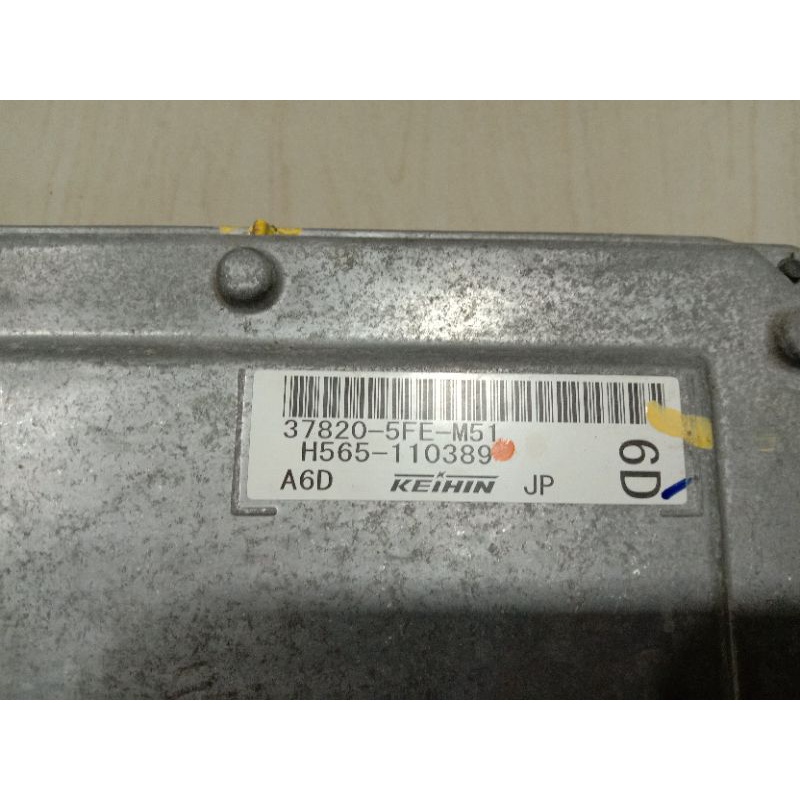 37820-5FE-M51
H565-110389
A6D KEIHIN JP
6D